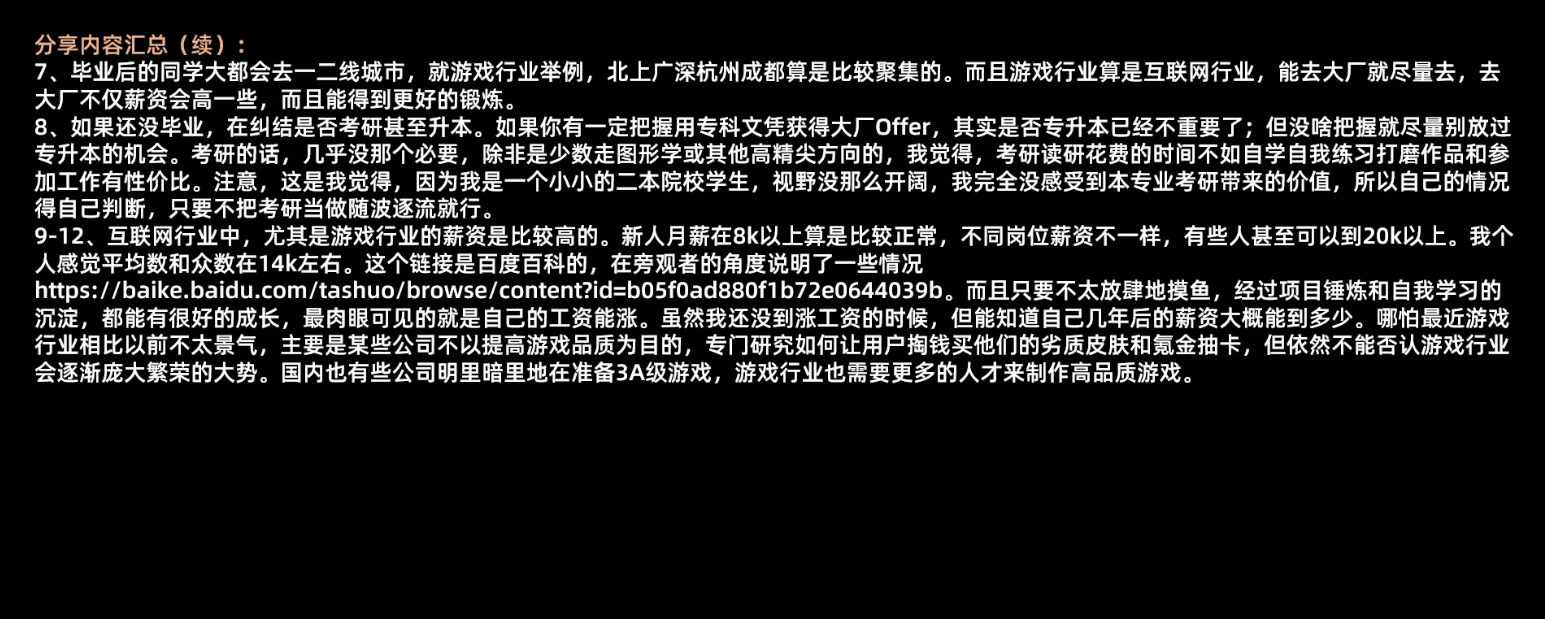 分享内容汇总（续）:
7、毕业后的同学大都会去一二线城市，就游戏行业举例，北上广深杭州成都算是比较聚集的。而且游戏行业算是互联网行业，能去大厂就尽量去，去
大厂不仅薪资会高一些，而且能得到更好的锻炼。
8、如果还没毕业，在纠结是否考研甚至升本。如果你有一定把握用专科文凭获得大厂Offer，其实是否专升本已经不重要了；但没啥把握就尽量别放过
专升本的机会。考研的话，几乎没那个必要，除非是少数走图形学或其他高精尖方向的，我觉得，考研读研花费的时间不如自学自我练习打磨作品和参
加工作有性价比。注意，这是我觉得，因为我是一个小小的二本院校学生，视野没那么开阔，我完全没感受到本专业考研带来的价值，所以自己的情况
得自己判断，只要不把考研当做随波逐流就行。
9-12、互联网行业中，尤其是游戏行业的薪资是比较高的。新人月薪在8k以上算是比较正常，不同岗位薪资不一样，有些人甚至可以到20k以上。我个
人感觉平均数和众数在14k左右。这个链接是百度百科的，在旁观者的角度说明了一些情况
https://baike.baidu.com/tashuo/browse/content?id=b05f0ad880f1b72e0644039b。而且只要不太放肆地摸鱼，经过项目锤炼和自我学习的
沉淀，都能有很好的成长，最肉眼可见的就是自己的工资能涨。虽然我还没到涨工资的时候，但能知道自己几年后的薪资大概能到多少。哪怕最近游戏
行业相比以前不太景气，主要是某些公司不以提高游戏品质为目的，专门研究如何让用户掏钱买他们的劣质皮肤和氪金抽卡，但依然不能否认游戏行业
会逐渐庞大繁荣的大势。国内也有些公司明里暗里地在准备3A级游戏，游戏行业也需要更多的人才来制作高品质游戏。